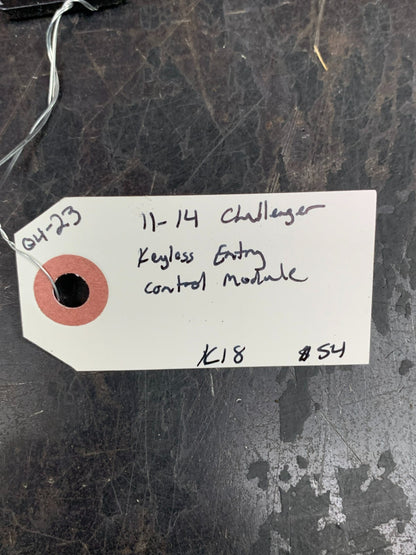 Q4-23
11-14 Challenger
Keyless Entry
Control Module
K18 $54